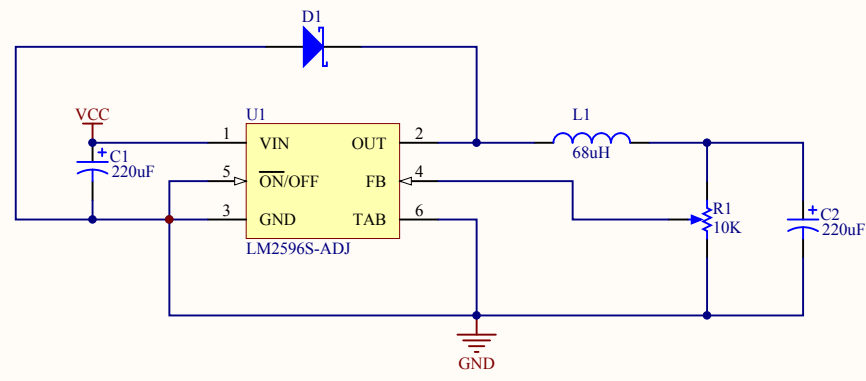 D1
VCC
U1
L1
1 VIN OUT 2
+ C1
220uF
68uH
5 ON/OFF FB 4
3 GND TAB 6
R1
10K
+ C2
220uF
LM2596S-ADJ
GND